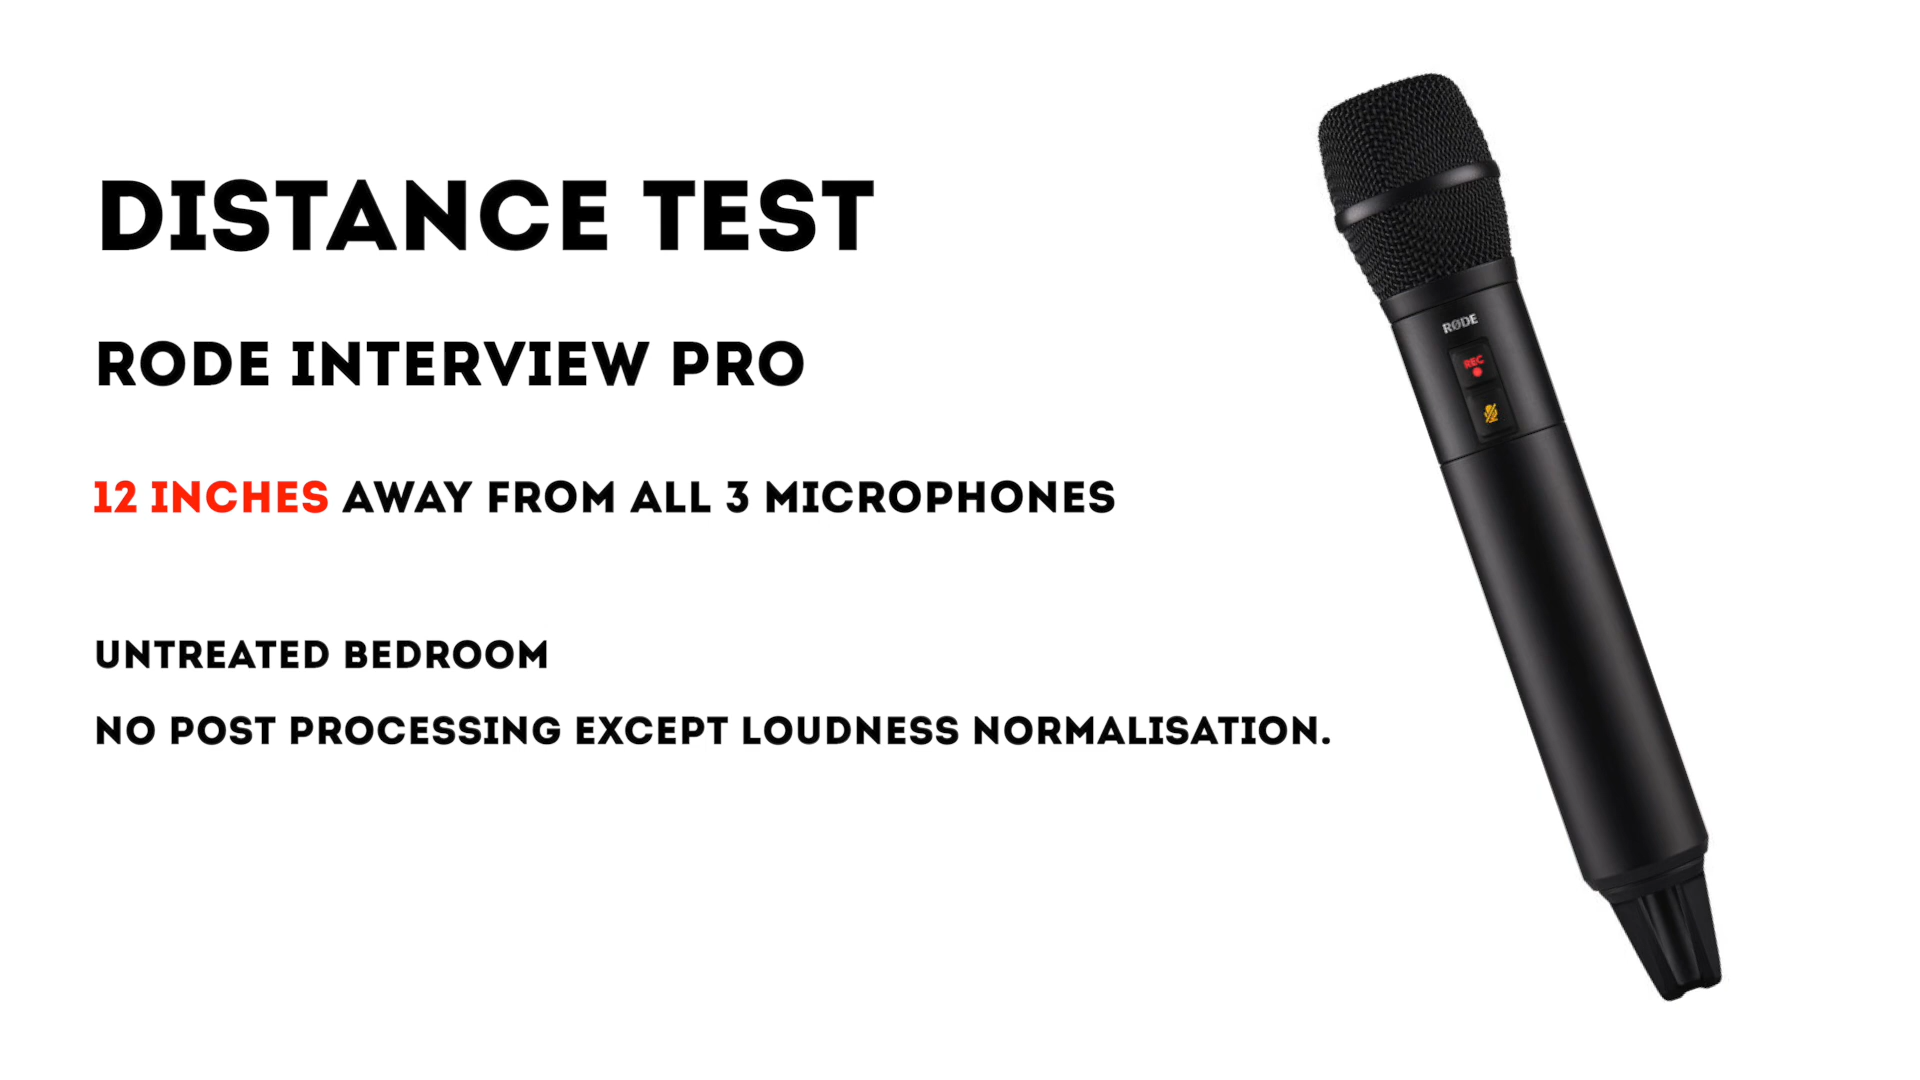 DISTANCE TEST
RODE INTERVIEW PRO
12 INCHES AWAY FROM ALL 3 MICROPHONES
UNTREATED BEDROOM
NO POST PROCESSING EXCEPT LOUDNESS NORMALISATION.
RØDE
REC